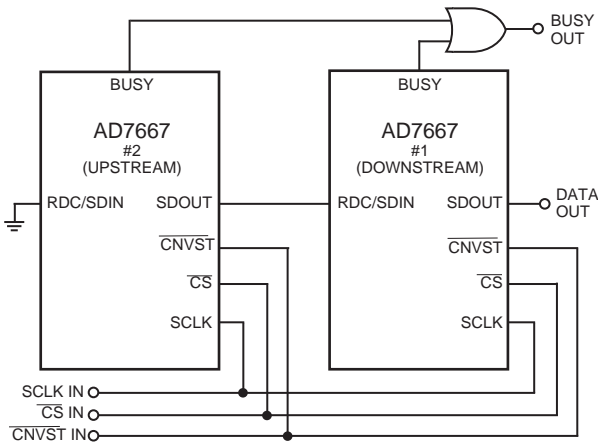 BUSY
OUT
BUSY
BUSY
AD7667
#2
(UPSTREAM)
AD7667
#1
(DOWNSTREAM)
RDC/SDIN
SDOUT
RDC/SDIN
SDOUT
DATA
OUT
CNVST
CNVST
CS
CS
SCLK
SCLK
SCLK IN
CS IN
CNVST IN